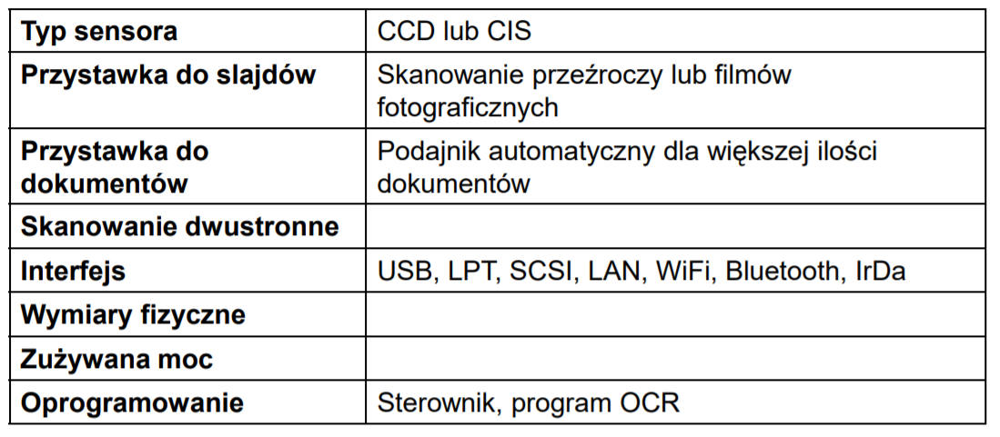 Typ sensora CCD lub CIS
Przystawka do slajdów Skanowanie przeźroczy lub filmów
fotograficznych
Przystawka do Podajnik automatyczny dla większej ilości
dokumentów dokumentów
Skanowanie dwustronne
Interfejs USB, LPT, SCSI, LAN, WiFi, Bluetooth, IrDa
Wymiary fizyczne
Zużywana moc
Oprogramowanie Sterownik, program OCR